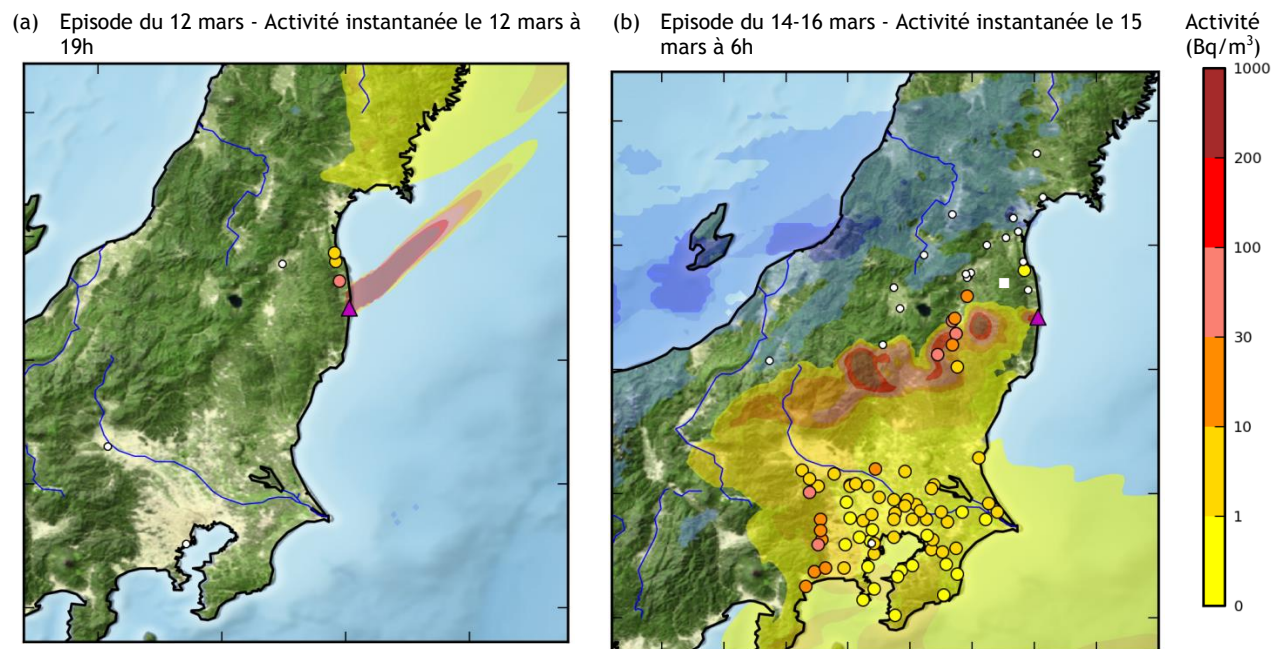 (a) Episode du 12 mars - Activité instantanée le 12 mars à
19h
(b) Episode du 14-16 mars - Activité instantanée le 15
mars à 6h
Activité
(Bq/m³)
1000
200
100
30
10
1
0